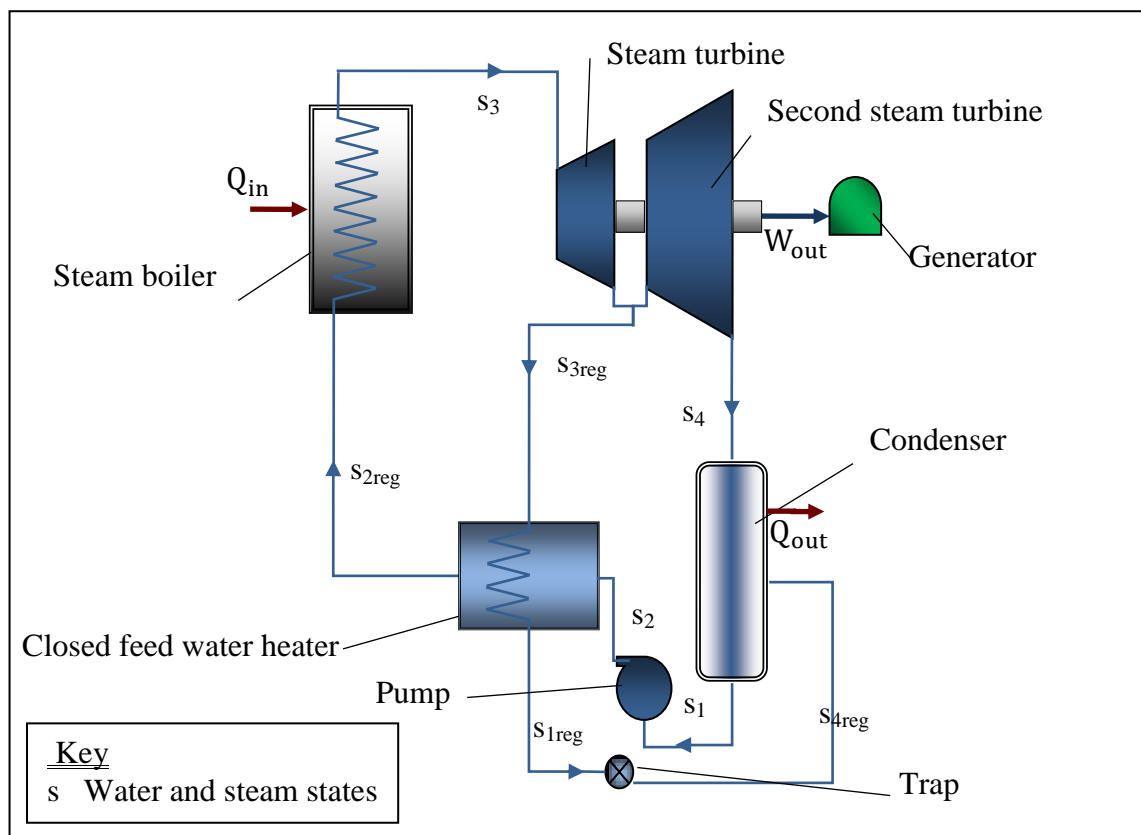 Steam turbine
s3
Second steam turbine
Qin
Wout
Steam boiler
Generator
s3reg
s4
Condenser
s2reg
Qout
s2
Closed feed water heater
Pump
s1
s1reg
s4reg
Key
s Water and steam states
Trap